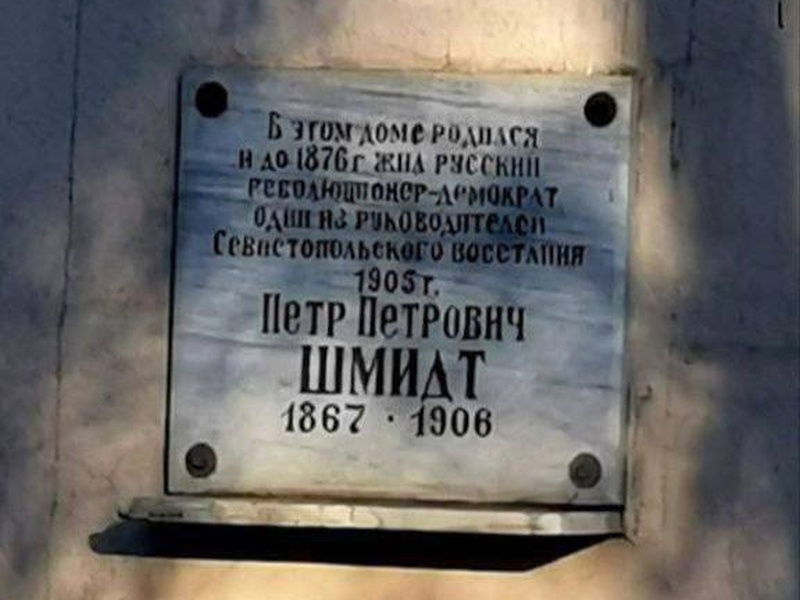 В этом доме родился
и до 1876 г. жил русский
революционер-демократ
один из руководителей
Севастопольского восстания
1905 г.
Петр Петрович
ШМИДТ
1867 · 1906